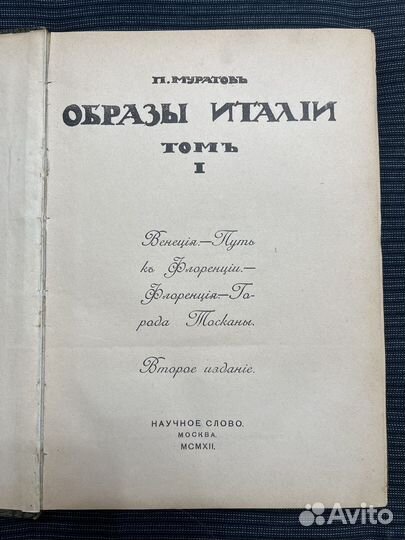 П. МУРАТОВЪ
ОБРАЗЫ ИТАЛІИ
ТОМЪ
I
Венеція.—Путь
къ Флоренціи.—
Флоренція.—Го-
рода Тосканы.
Второе изданіе.
НАУЧНОЕ СЛОВО.
МОСКВА.
MCMXII.
Avito